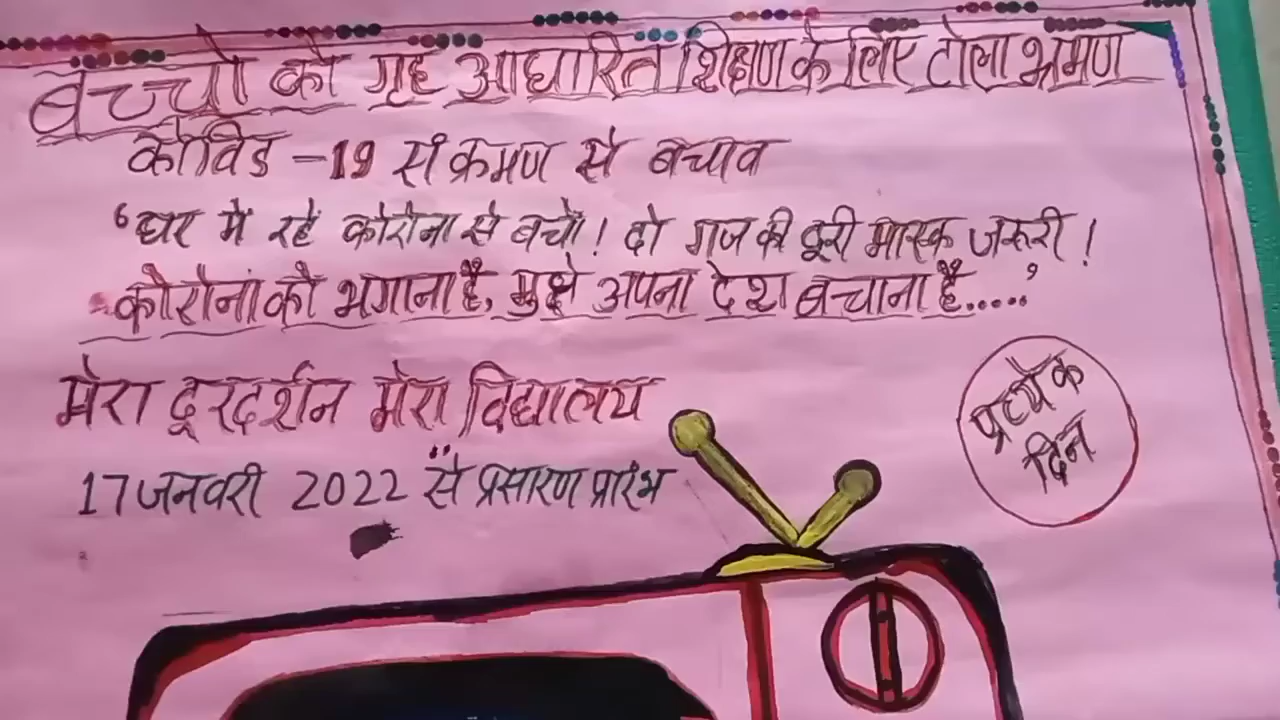 बच्चों को गृह आधारित शिक्षण के लिए टोला भ्रमण
कोविड -19 संक्रमण से बचाव
‘घर में रहें कोरोना से बचों! दो गज की दूरी मास्क जरूरी!
कोरोनां को भगाना है, मुझे अपना देश बचाना है.....’
मेरा दूरदर्शन मेरा विद्यालय
17 जनवरी 2022 से प्रसारण प्रारंभ
प्रत्येक
दिन